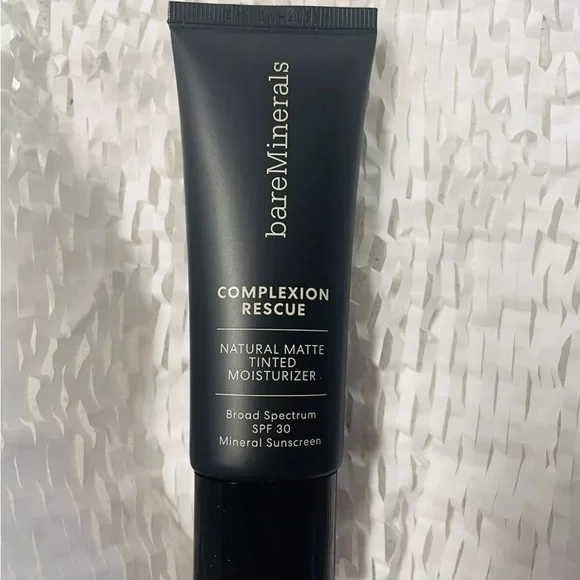 bareMinerals
COMPLEXION
RESCUE
NATURAL MATTE
TINTED
MOISTURIZER
Broad Spectrum
SPF 30
Mineral Sunscreen